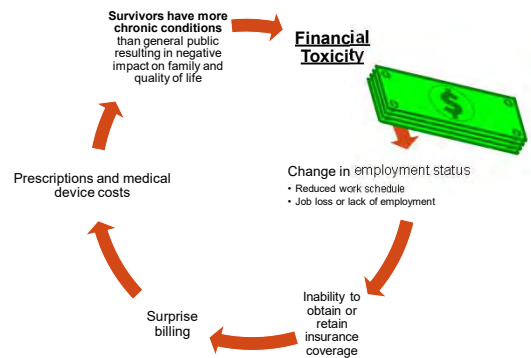 Survivors have more
chronic conditions
than general public
resulting in negative
impact on family and
quality of life
Financial
Toxicity
$
Change in employment status
• Reduced work schedule
• Job loss or lack of employment
Inability to
obtain or
retain
insurance
coverage
Surprise
billing
Prescriptions and medical
device costs